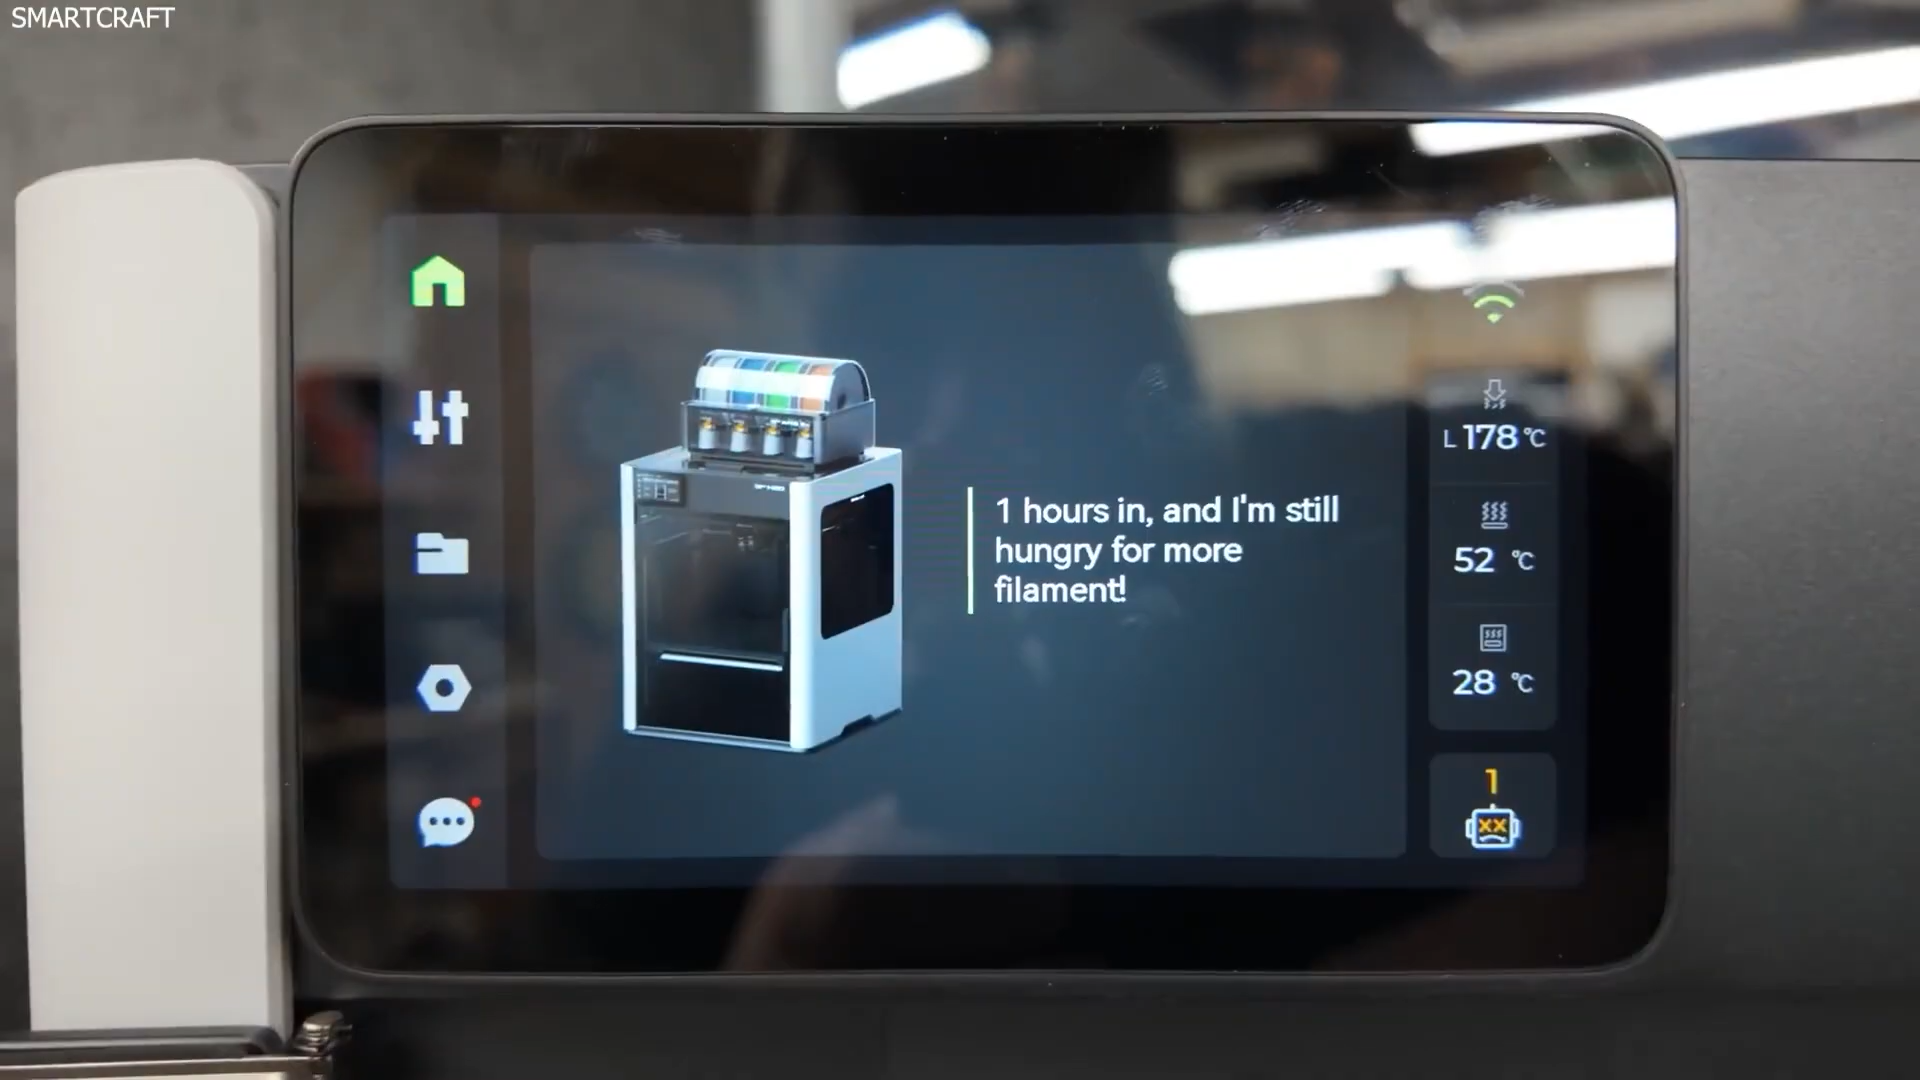 SMARTCRAFT
1 hours in, and I'm still
hungry for more
filament!
L 178 °C
52 °C
28 °C
1